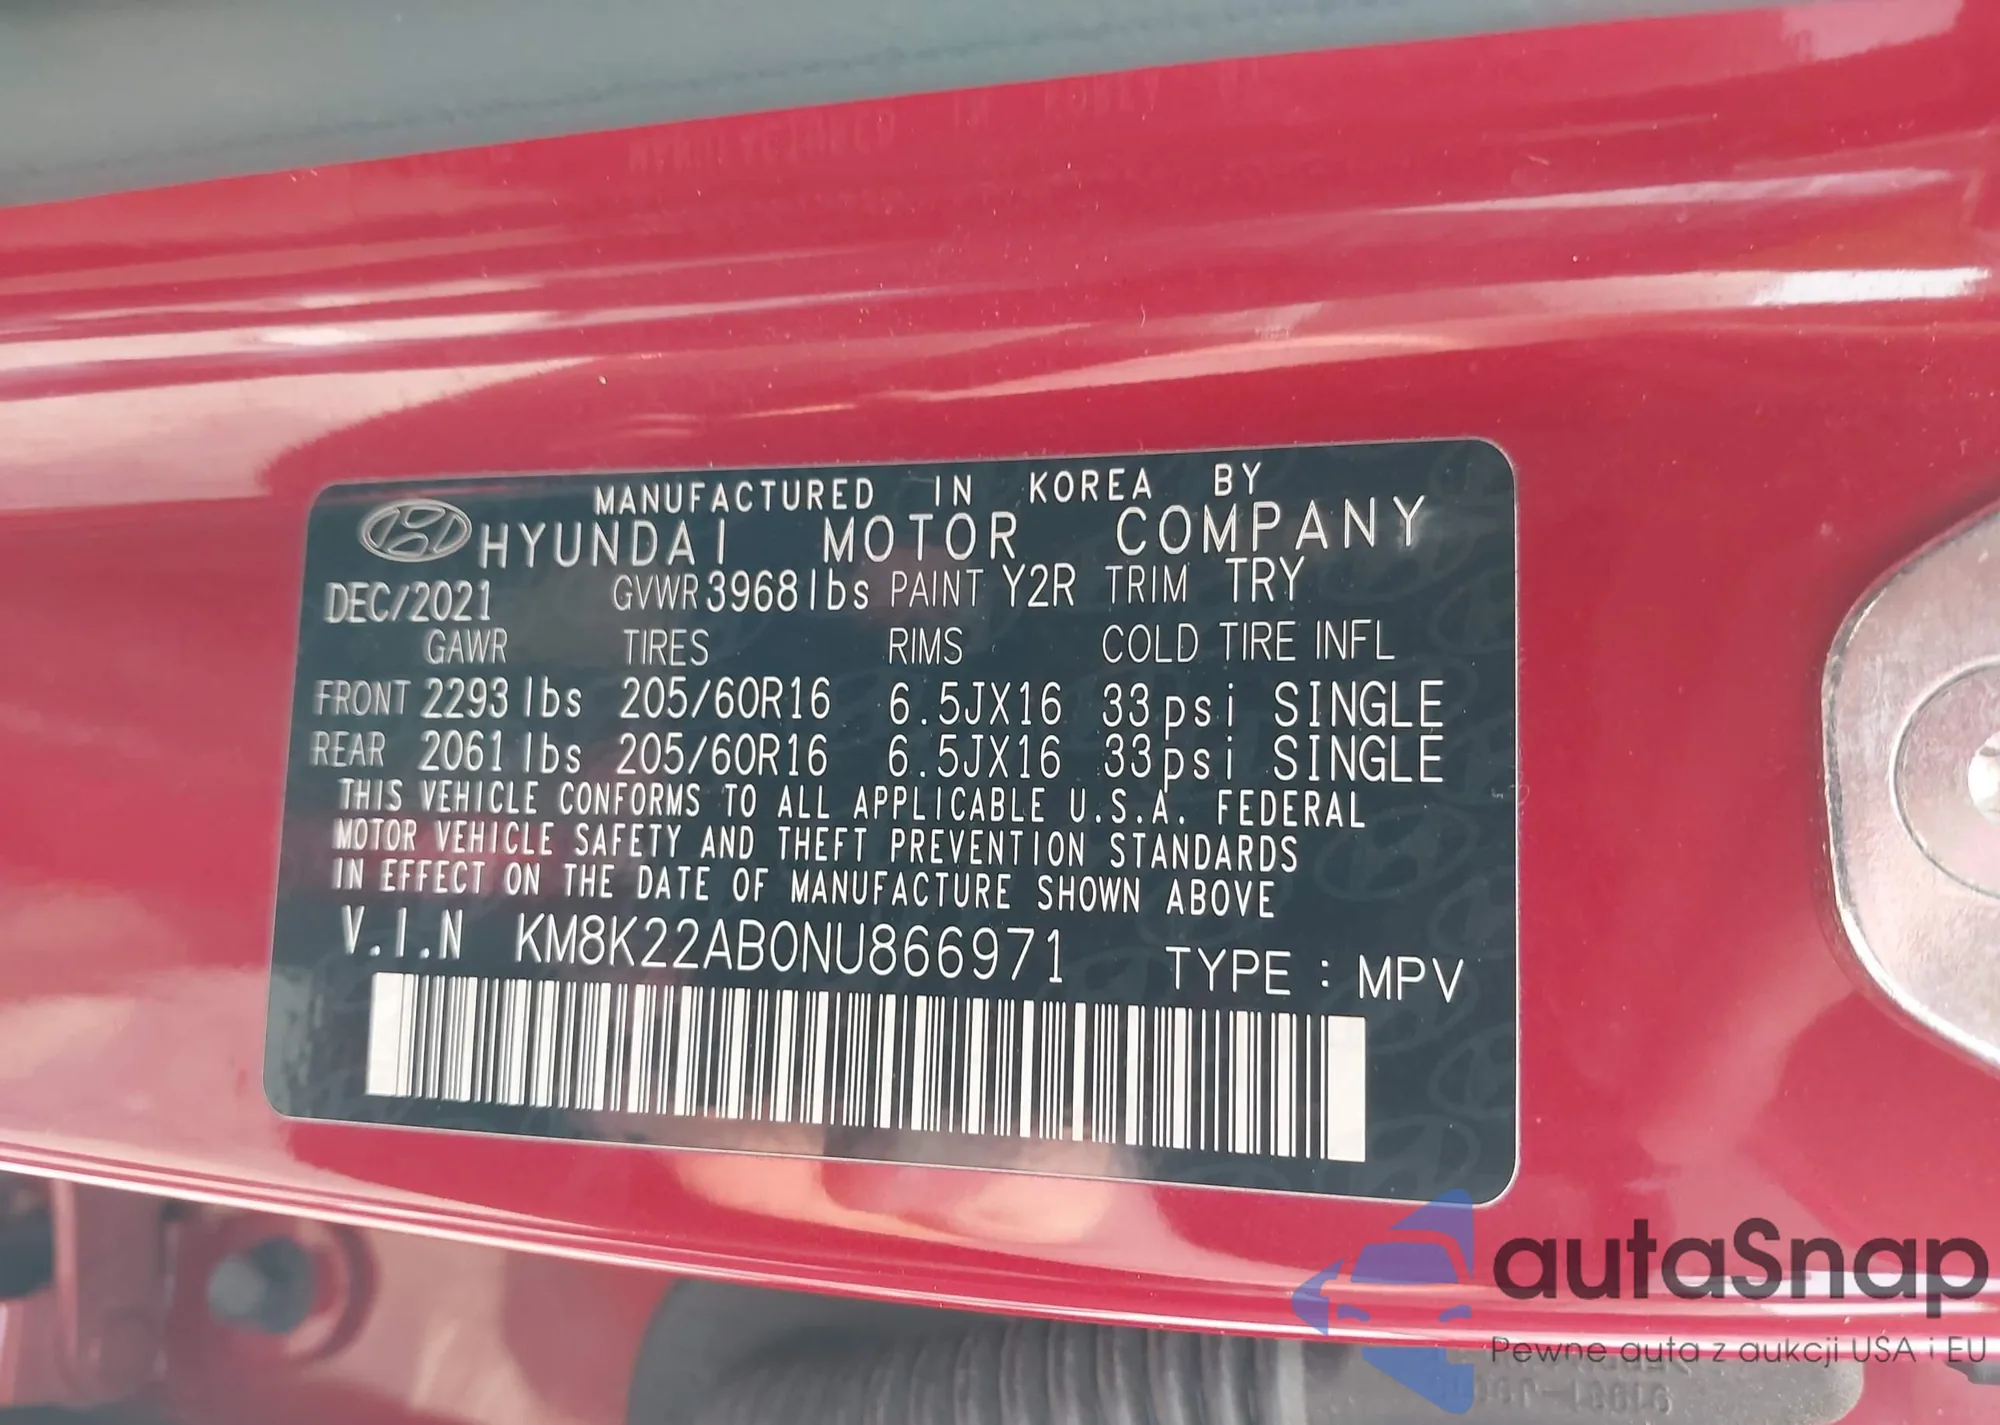 MANUFACTURED IN KOREA BY
HYUNDAI MOTOR COMPANY
DEC/2021 GVWR 3968 lbs PAINT Y2R TRIM TRY
GAWR TIRES RIMS COLD TIRE INFL
FRONT 2293 lbs 205/60R16 6.5JX16 33psi SINGLE
REAR 2061 lbs 205/60R16 6.5JX16 33psi SINGLE
THIS VEHICLE CONFORMS TO ALL APPLICABLE U.S.A. FEDERAL
MOTOR VEHICLE SAFETY AND THEFT PREVENTION STANDARDS
IN EFFECT ON THE DATE OF MANUFACTURE SHOWN ABOVE
V.I.N KM8K22AB0NU866971 TYPE : MPV
autaSnap
Pewne auta z aukcji USA i EU